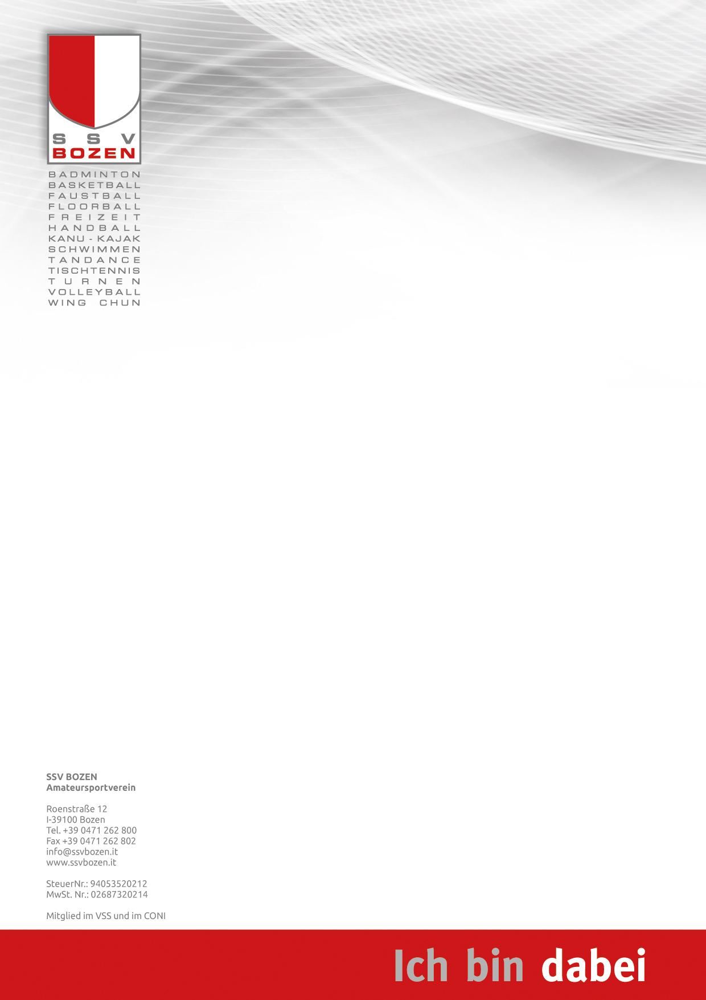 SSV
BOZEN
BADMINTON
BASKETBALL
FAUSTBALL
FLOORBALL
FREIZEIT
HANDBALL
KANU - KAJAK
SCHWIMMEN
TANDANCE
TISCHTENNIS
TURNEN
VOLLEYBALL
WING CHUN
SSV BOZEN
Amateursportverein
Roenstraße 12
I-39100 Bozen
Tel. +39 0471 262 800
Fax +39 0471 262 802
info@ssvbozen.it
www.ssvbozen.it
SteuerNr.: 94053520212
MwSt. Nr.: 02687320214
Mitglied im VSS und im CONI
Ich bin dabei